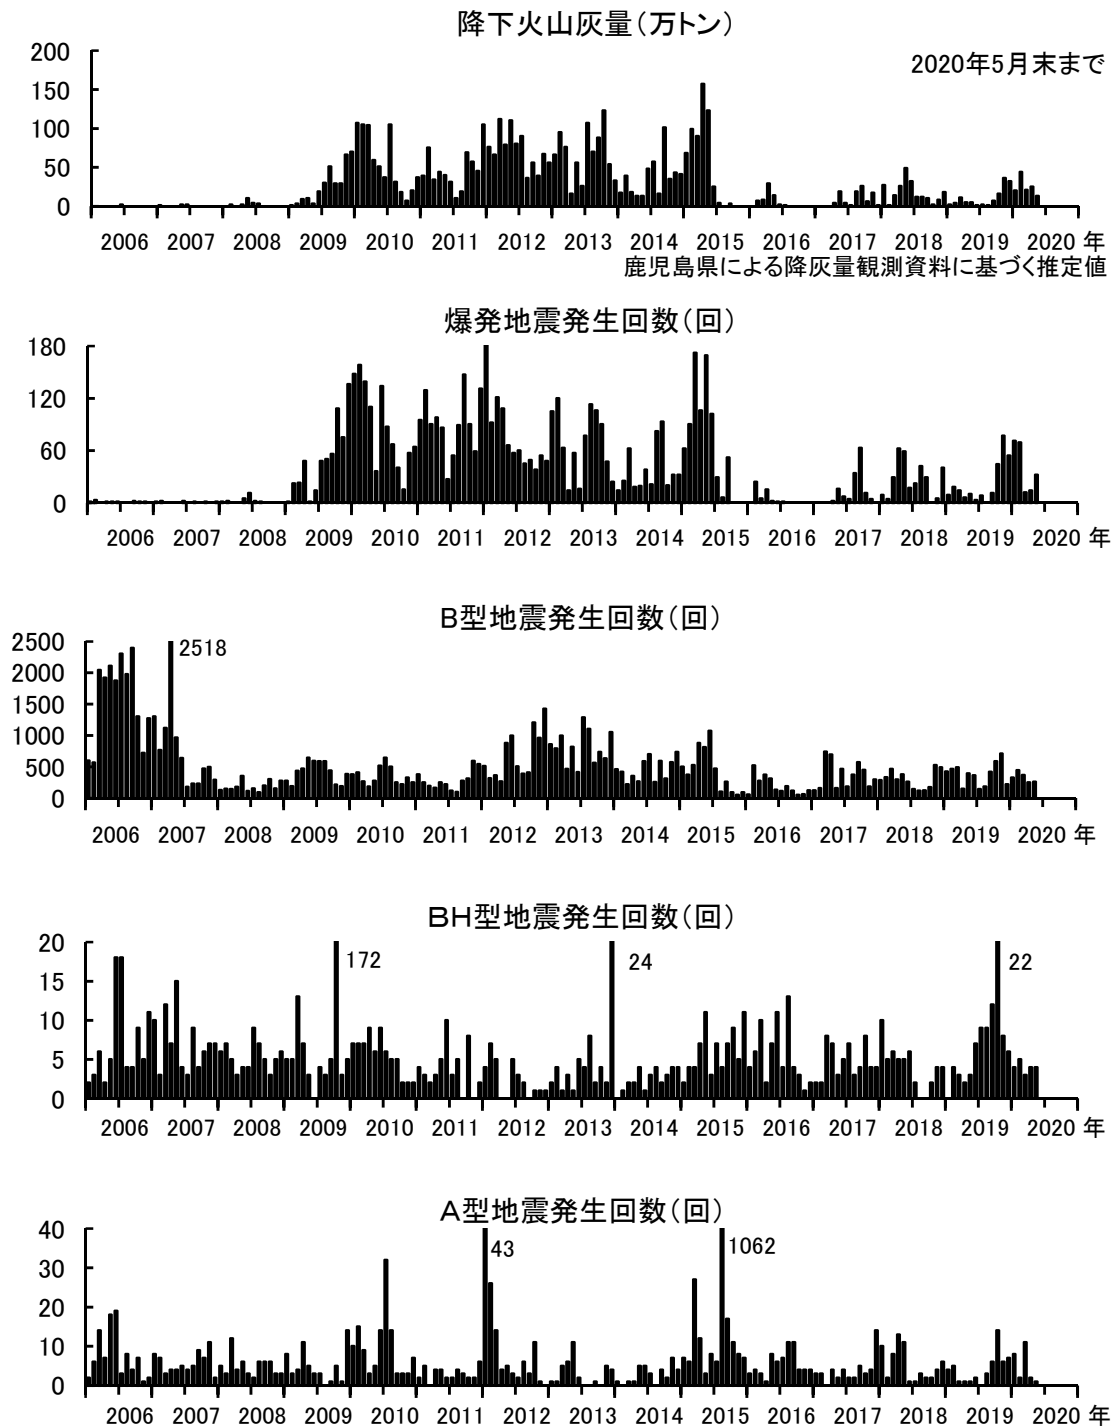 降下火山灰量(万トン)
2020年5月末まで
200
150
100
50
0
2006 2007 2008 2009 2010 2011 2012 2013 2014 2015 2016 2017 2018 2019 2020 年
鹿児島県による降灰量観測資料に基づく推定値
爆発地震発生回数(回)
180
120
60
0
2006 2007 2008 2009 2010 2011 2012 2013 2014 2015 2016 2017 2018 2019 2020 年
B型地震発生回数(回)
2500
2518
2000
1500
1000
500
0
2006 2007 2008 2009 2010 2011 2012 2013 2014 2015 2016 2017 2018 2019 2020 年
BH型地震発生回数(回)
20
172 24 22
15
10
5
0
2006 2007 2008 2009 2010 2011 2012 2013 2014 2015 2016 2017 2018 2019 2020 年
A型地震発生回数(回)
40
43 1062
30
20
10
0
2006 2007 2008 2009 2010 2011 2012 2013 2014 2015 2016 2017 2018 2019 2020 年